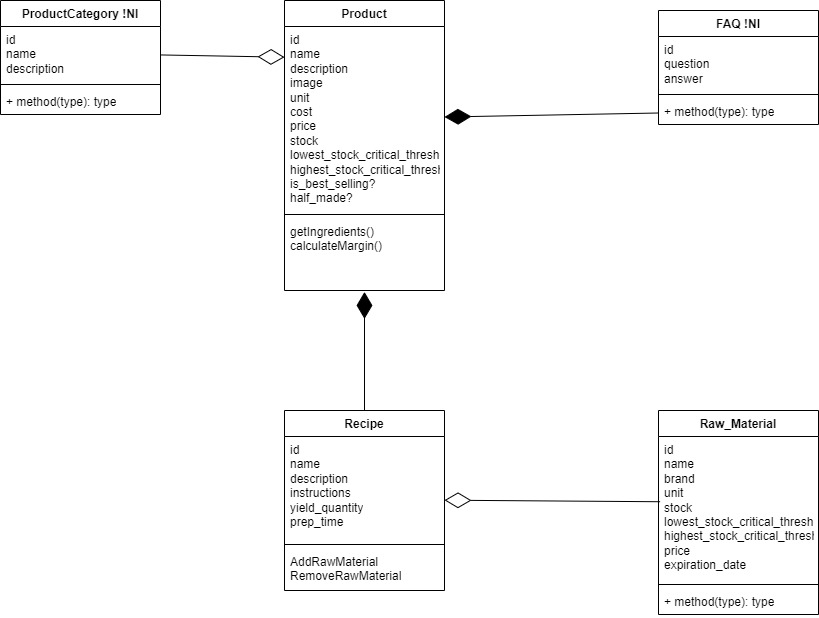 ProductCategory !NI
id
name
description
+ method(type): type
Product
id
name
description
image
unit
cost
price
stock
lowest_stock_critical_thresh
highest_stock_critical_thres
is_best_selling?
half_made?
getIngredients()
calculateMargin()
FAQ !NI
id
question
answer
+ method(type): type
Recipe
id
name
description
instructions
yield_quantity
prep_time
AddRawMaterial
RemoveRawMaterial
Raw_Material
id
name
brand
unit
stock
lowest_stock_critical_thresh
highest_stock_critical_thresh
price
expiration_date
+ method(type): type